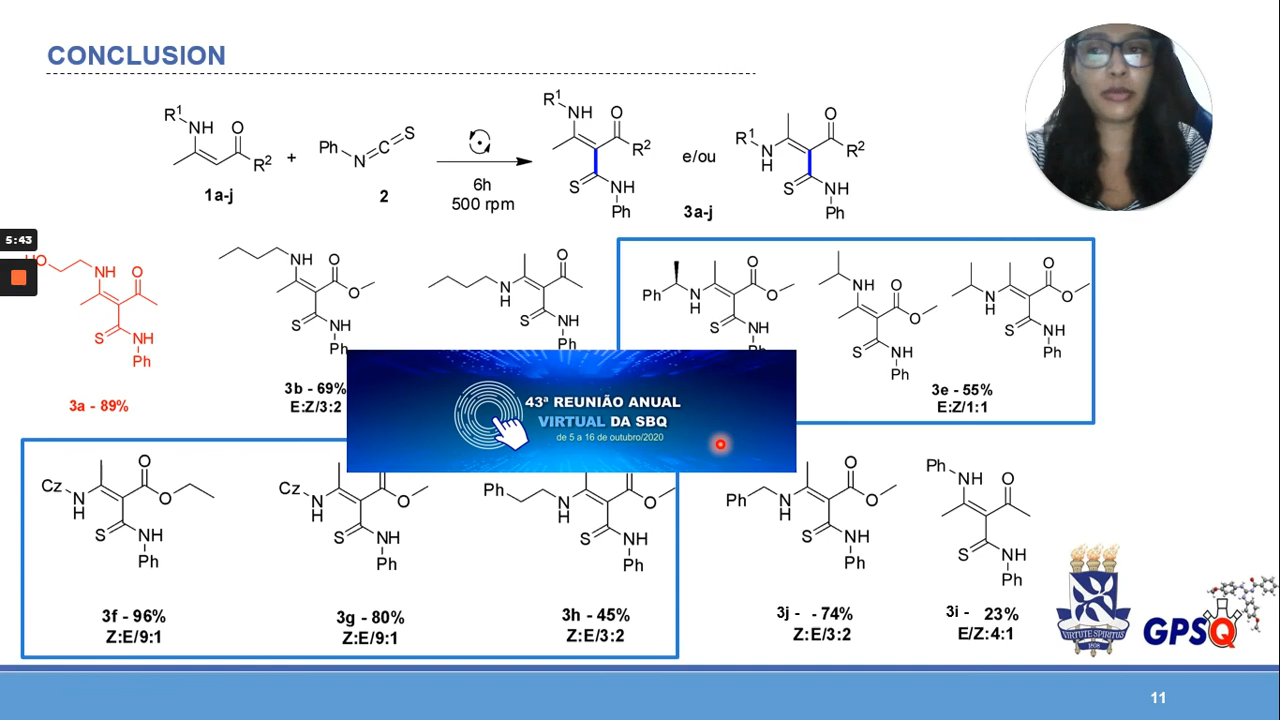 CONCLUSION
R1
NH
O
R2
1a-j
+
Ph
N
C
S
2
6h
500 rpm
R1
NH
O
R2
S
NH
Ph
e/ou
R1
N
H
O
R2
S
NH
Ph
3a-j
5:43
HO
NH
O
S
NH
Ph
3a - 89%
NH
O
O
S
NH
Ph
3b - 69%
E:Z/3:2
N
H
O
S
NH
Ph
Ph
N
H
O
O
S
NH
Ph
NH
O
O
S
NH
Ph
N
H
O
O
S
NH
Ph
3e - 55%
E:Z/1:1
43ª REUNIÃO ANUAL
VIRTUAL DA SBQ
de 5 a 16 de outubro/2020
Cz
N
H
O
O
S
NH
Ph
3f - 96%
Z:E/9:1
Cz
N
H
O
S
NH
Ph
3g - 80%
Z:E/9:1
Ph
N
H
O
S
NH
Ph
3h - 45%
Z:E/3:2
Ph
N
H
O
O
S
NH
Ph
3j - - 74%
Z:E/3:2
Ph
NH
O
S
NH
Ph
3i - 23%
E/Z:4:1
VIRTUTE SPIRITUS
GPSQ
11